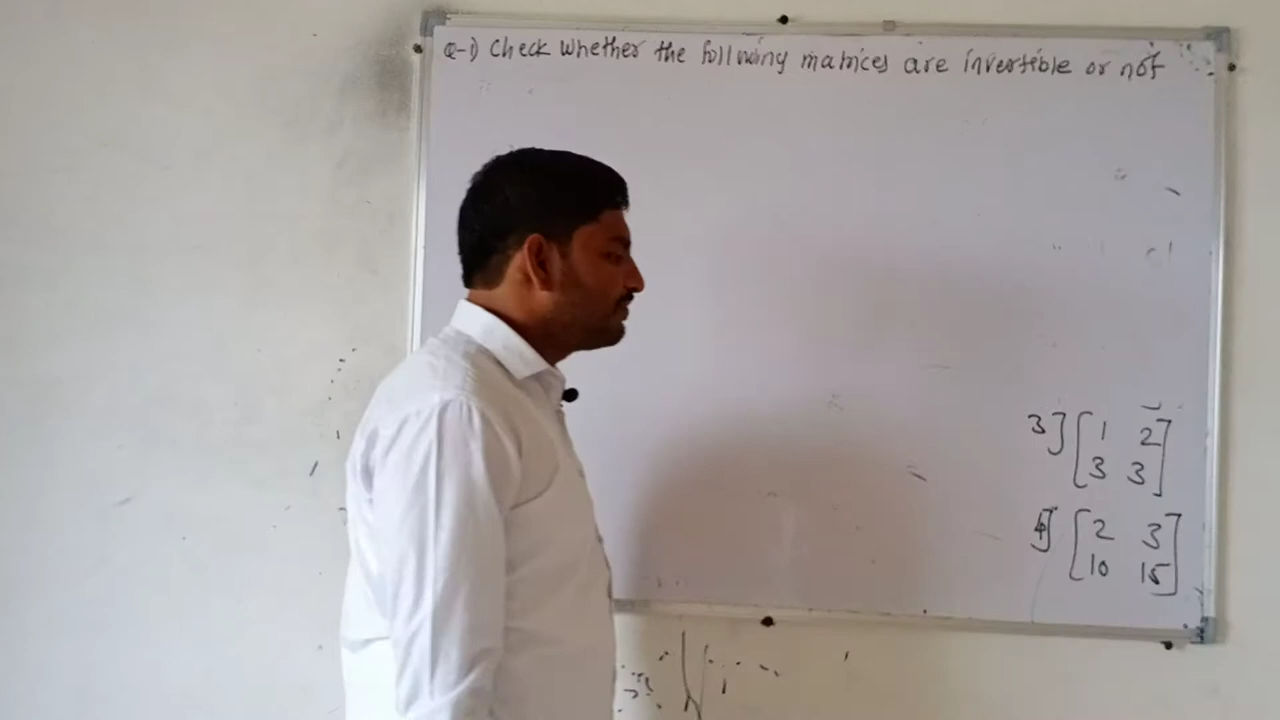 Q-1) Check whether the following matrices are invertible or not
3] [1 2
3 3]
4] [2 3
10 15]